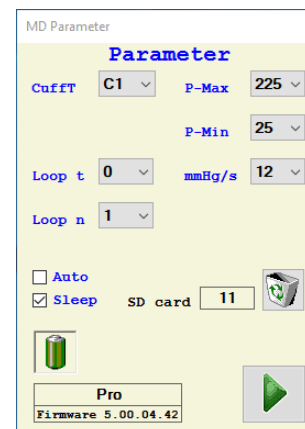 MD Parameter
Parameter
CuffT C1 P-Max 225
P-Min 25
Loop t 0 mmHg/s 12
Loop n 1
Auto
Sleep SD card 11
Pro
Firmware 5.00.04.42